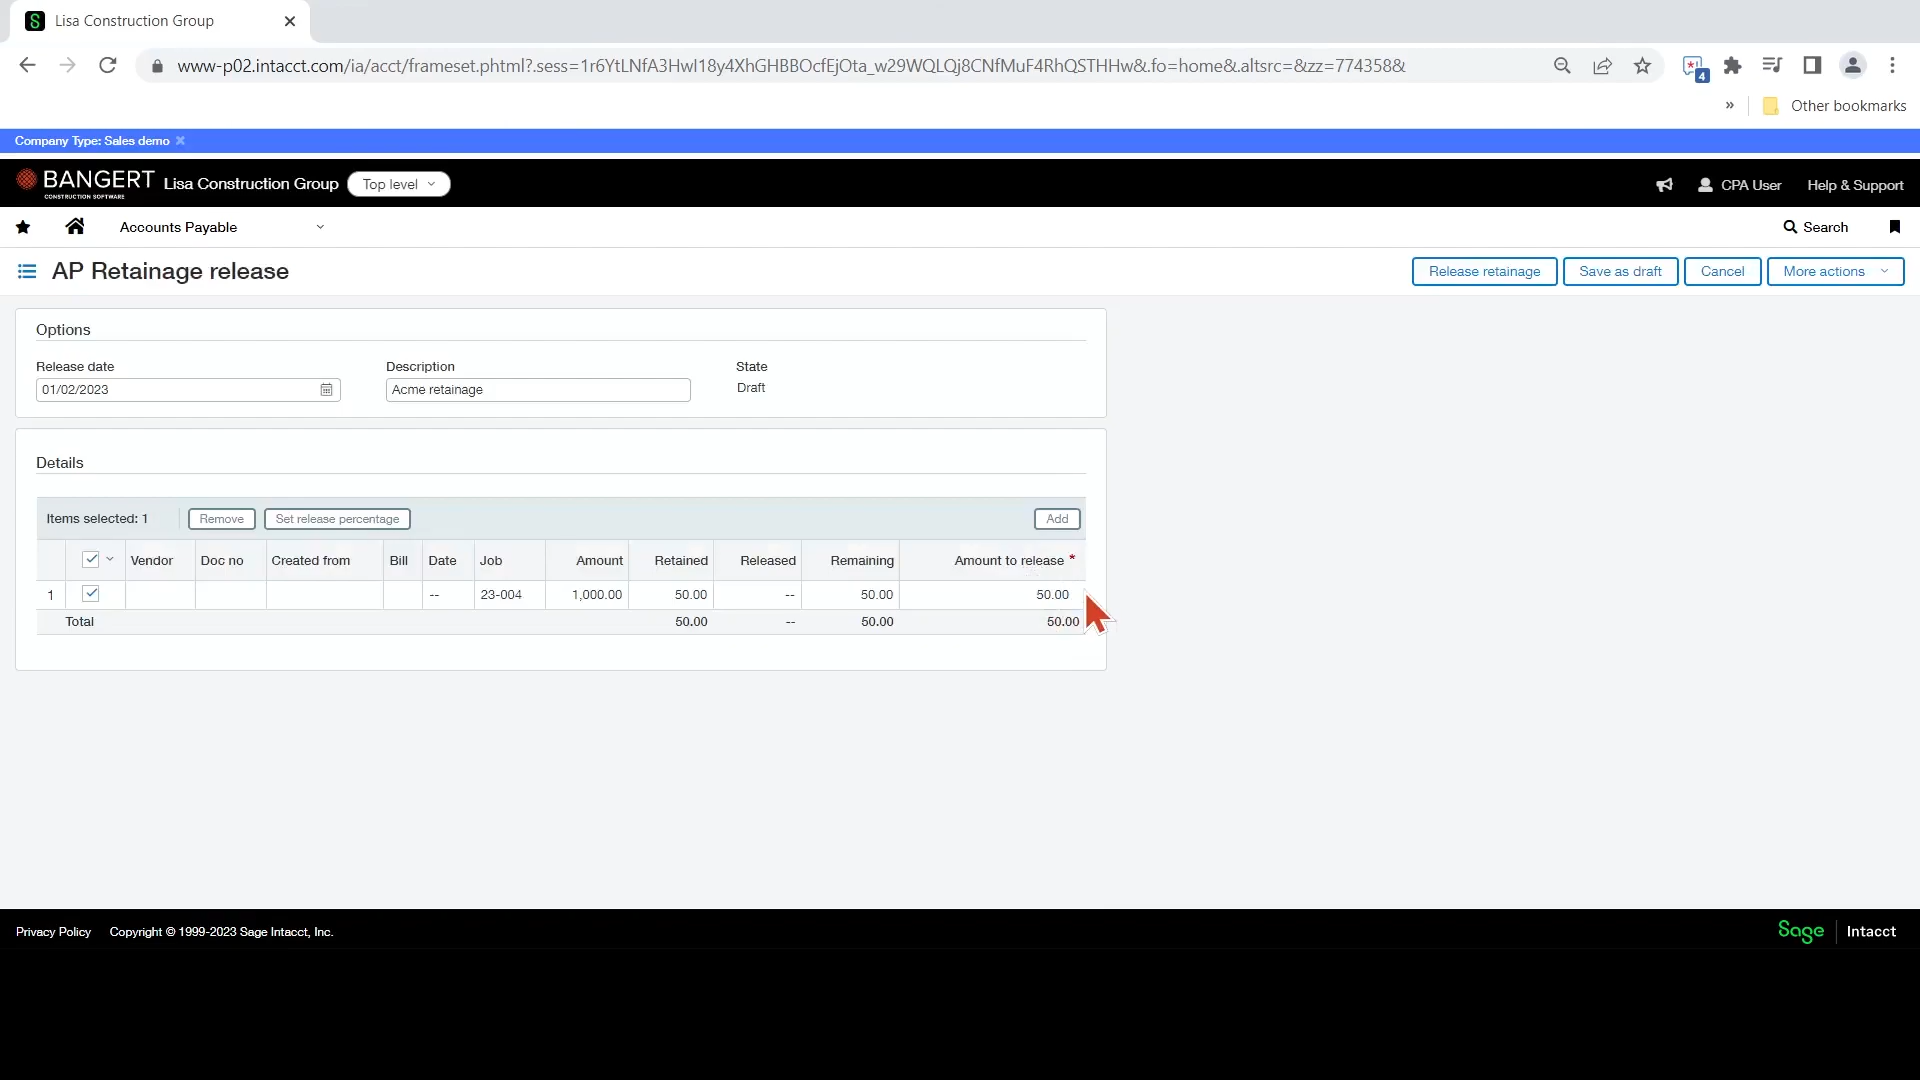 Lisa Construction Group
www-p02.intacct.com/ia/acct/frameset.phtml?.sess=1r6YtLNfA3HwI18y4XhGHBBOcfEjOta_w29WQLQj8CNfMuF4RhQSTHHw&.fo=home&.altsrc=&zz=774358&
4
» Other bookmarks
Company Type: Sales demo
BANGERT CONSTRUCTION SOFTWARE Lisa Construction Group Top level CPA User Help & Support
Accounts Payable Search
AP Retainage release Release retainage Save as draft Cancel More actions
Options
Release date Description State
01/02/2023 Acme retainage Draft
Details
Items selected: 1 Remove Set release percentage Add
Vendor Doc no Created from Bill Date Job Amount Retained Released Remaining Amount to release *
1 -- 23-004 1,000.00 50.00 -- 50.00 50.00
Total 50.00 -- 50.00 50.00
Privacy Policy Copyright © 1999-2023 Sage Intacct, Inc. Sage Intacct